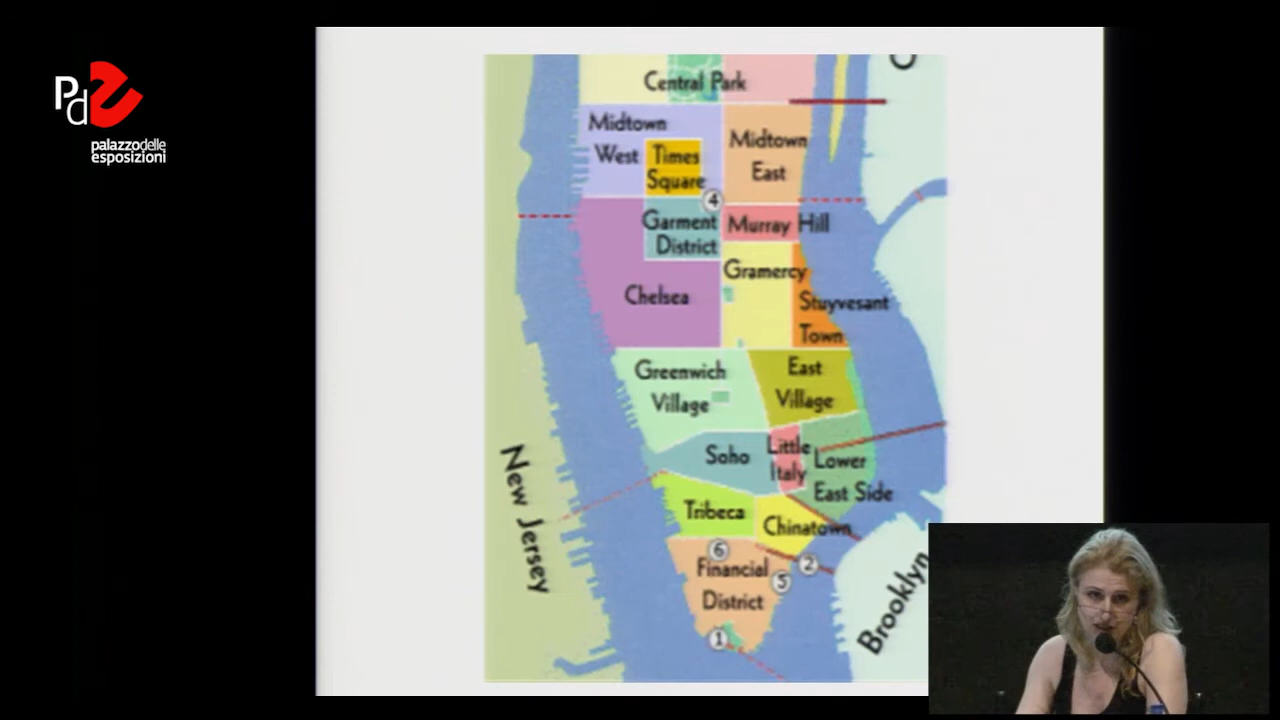 Pd
palazzodelle
esposizioni
C
Central Park
Midtown
West
Times
Square
Midtown
East
4
Garment
District
Murray Hill
Gramercy
Chelsea
Stuyvesant
Town
Greenwich
Village
East
Village
Soho
Little
Italy
Lower
East Side
New Jersey
Tribeca
Chinatown
6
2
Financial
District
5
Brooklyn
1